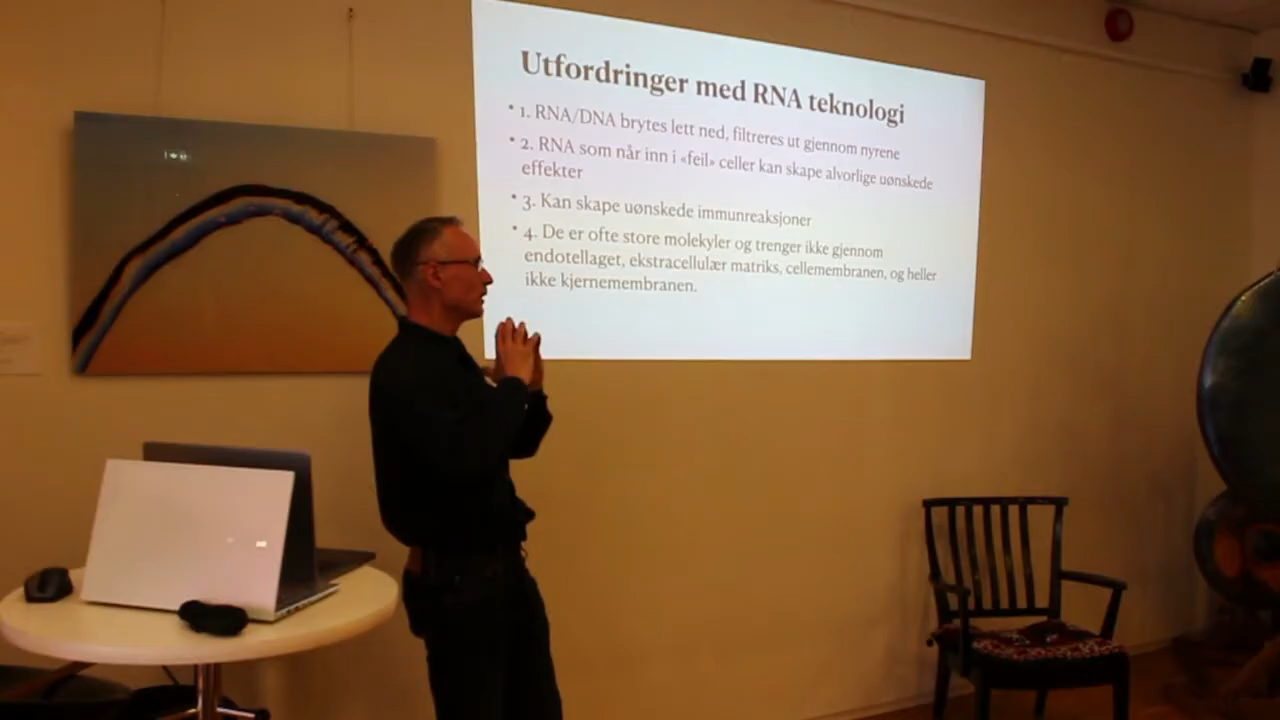 Utfordringer med RNA teknologi
• 1. RNA/DNA brytes lett ned, filtreres ut gjennom nyrene
• 2. RNA som når inn i «feil» celler kan skape alvorlige uønskede
effekter
• 3. Kan skape uønskede immunreaksjoner
• 4. De er ofte store molekyler og trenger ikke gjennom
endotellaget, ekstracellulær matriks, cellemembranen, og heller
ikke kjernemembranen.